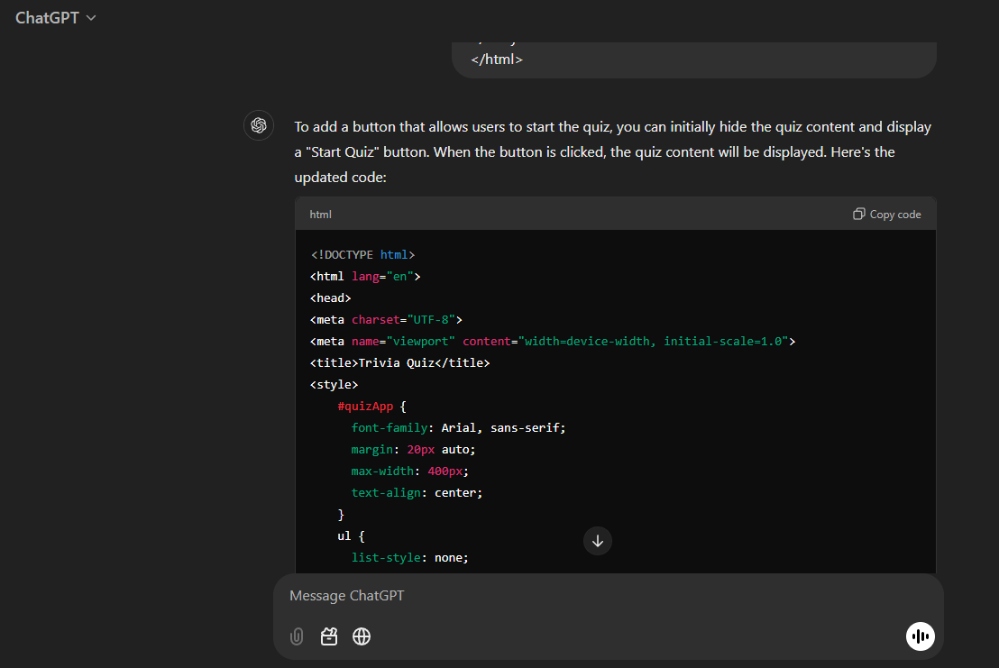 ChatGPT
</html>
To add a button that allows users to start the quiz, you can initially hide the quiz content and display
a "Start Quiz" button. When the button is clicked, the quiz content will be displayed. Here's the
updated code:
html
Copy code
<!DOCTYPE html>
<html lang="en">
<head>
<meta charset="UTF-8">
<meta name="viewport" content="width=device-width, initial-scale=1.0">
<title>Trivia Quiz</title>
<style>
#quizApp {
font-family: Arial, sans-serif;
margin: 20px auto;
max-width: 400px;
text-align: center;
}
ul {
list-style: none;
Message ChatGPT